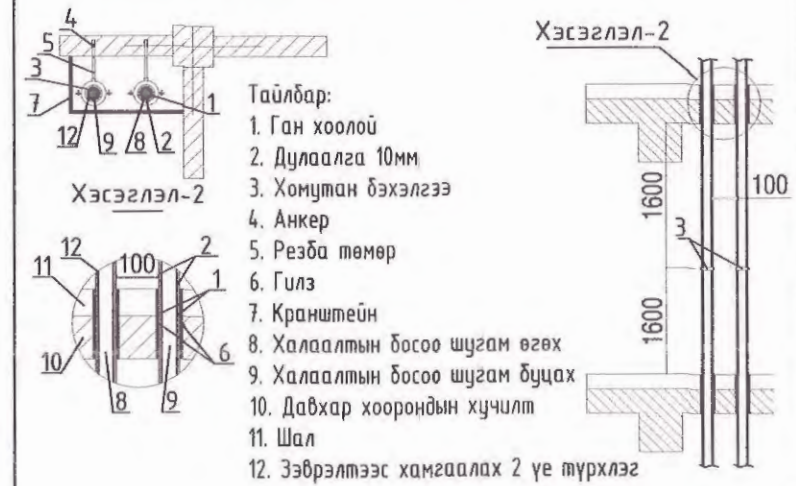 4
5
3
7
12 9 8 2
1
Хэсэглэл-2
12
100
2
11
1
10
6
8
9
Тайлбар:
1. Ган хоолой
2. Дулаалга 10мм
3. Хомутан бэхэлгээ
4. Анкер
5. Резба төмөр
6. Гилз
7. Кранштейн
8. Халаалтын босоо шугам өгөх
9. Халаалтын босоо шугам буцах
10. Давхар хоорондын хучилт
11. Шал
12. Зэврэлтээс хамгаалах 2 үе түрхлэг
Хэсэглэл-2
1600
100
3
1600